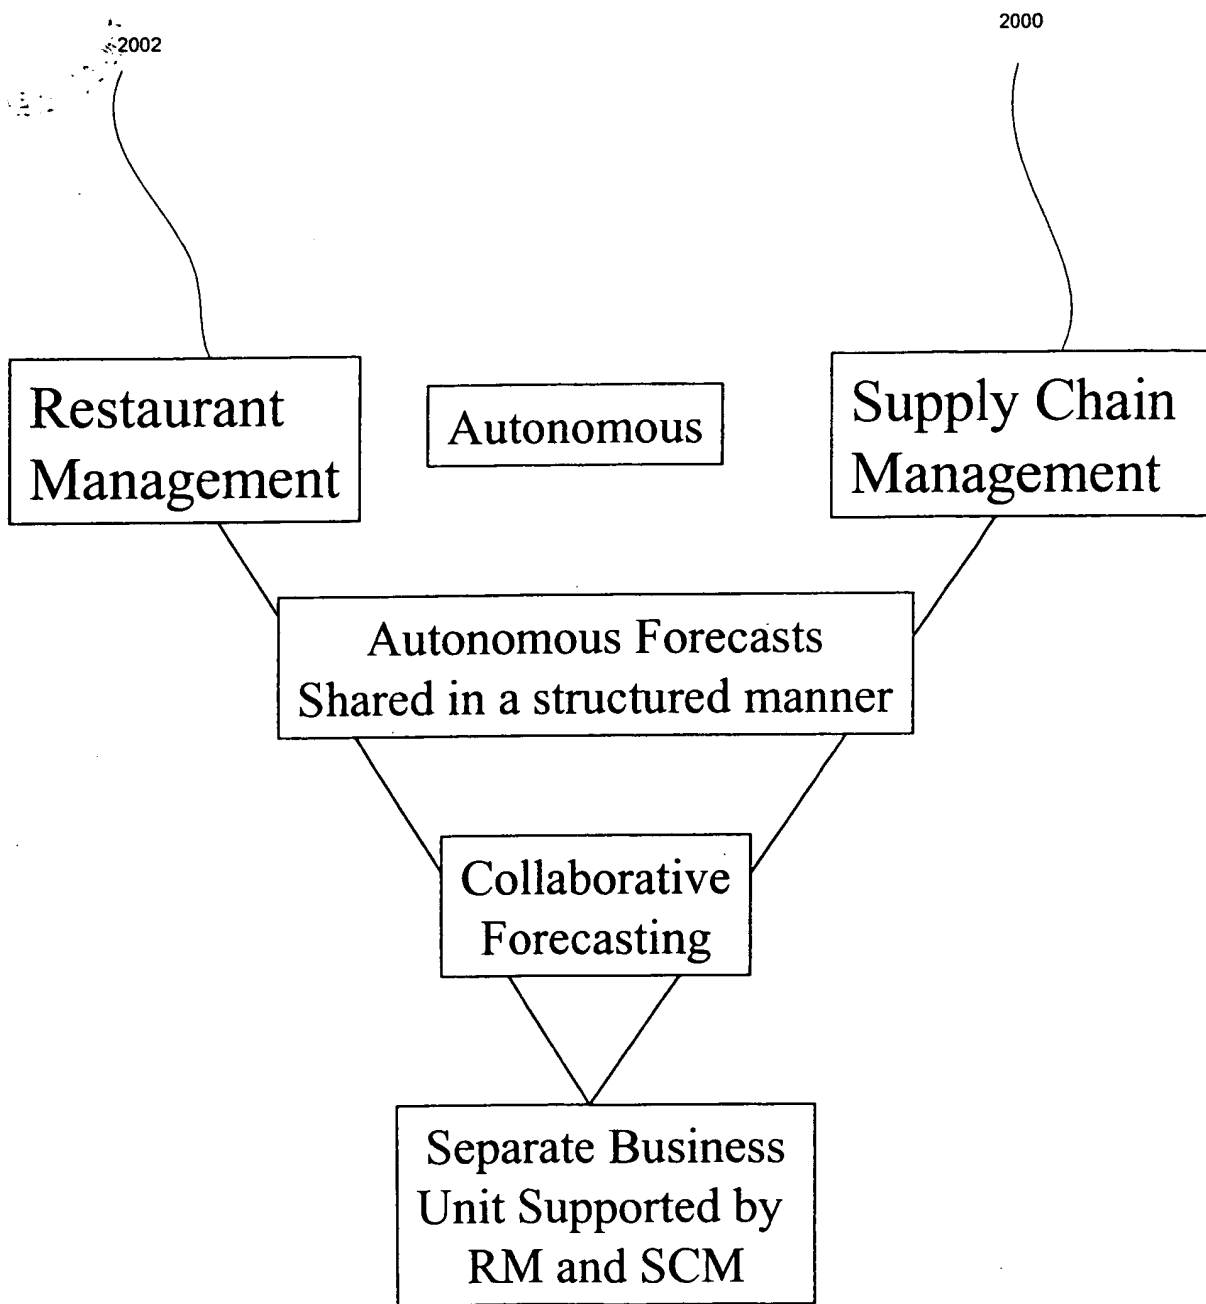 2002
2000
Restaurant
Management
Autonomous
Supply Chain
Management
Autonomous Forecasts
Shared in a structured manner
Collaborative
Forecasting
Separate Business
Unit Supported by
RM and SCM